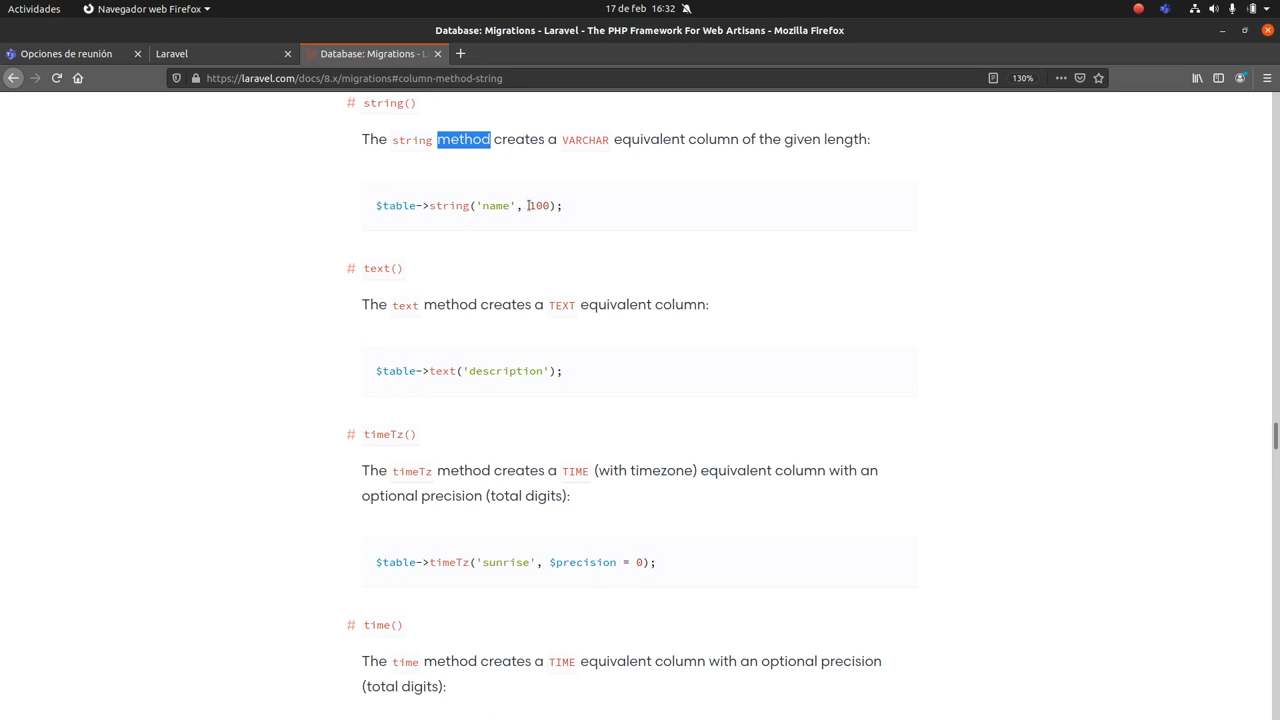 Actividades
Navegador web Firefox
17 de feb 16:32
Database: Migrations - Laravel - The PHP Framework For Web Artisans - Mozilla Firefox
Opciones de reunión
Laravel
Database: Migrations - L
https://laravel.com/docs/8.x/migrations#column-method-string
130%
# string()
The string method creates a VARCHAR equivalent column of the given length:
$table->string('name', 100);
# text()
The text method creates a TEXT equivalent column:
$table->text('description');
# timeTz()
The timeTz method creates a TIME (with timezone) equivalent column with an
optional precision (total digits):
$table->timeTz('sunrise', $precision = 0);
# time()
The time method creates a TIME equivalent column with an optional precision
(total digits):